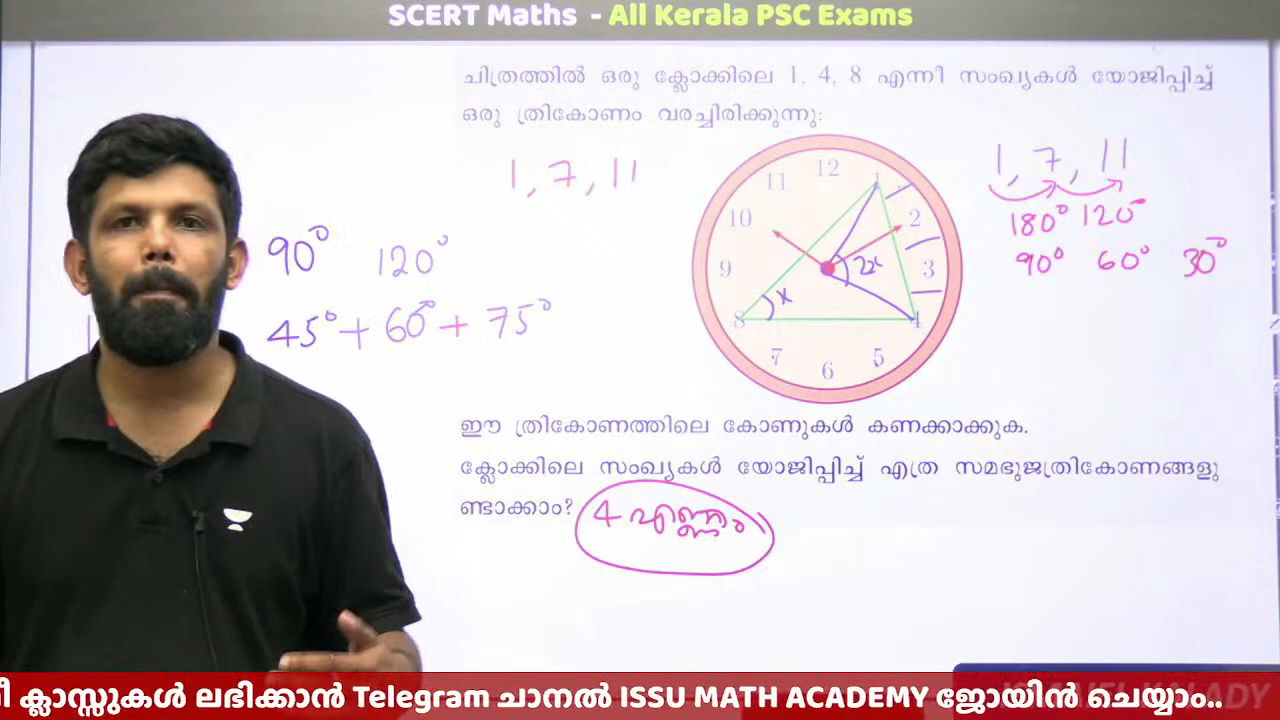 SCERT Maths - All Kerala PSC Exams
ചിത്രത്തിൽ ഒരു ക്ലോക്കിലെ 1, 4, 8 എന്നീ സംഖ്യകൾ യോജിപ്പിച്ച്
ഒരു ത്രികോണം വരച്ചിരിക്കുന്നു:
1, 7, 11
12
1
2
3
4
5
6
7
8
9
10
11
x
2x
1, 7, 11
180° 120°
90° 60° 30°
90° 120°
45° + 60° + 75°
ഈ ത്രികോണത്തിലെ കോണുകൾ കണക്കാക്കുക.
ക്ലോക്കിലെ സംഖ്യകൾ യോജിപ്പിച്ച് എത്ര സമഭുജത്രികോണങ്ങളു
ണ്ടാക്കാം? 4 എണ്ണം
ക്ലാസ്സുകൾ ലഭിക്കാൻ Telegram ചാനൽ ISSU MATH ACADEMY ജോയിൻ ചെയ്യാം..